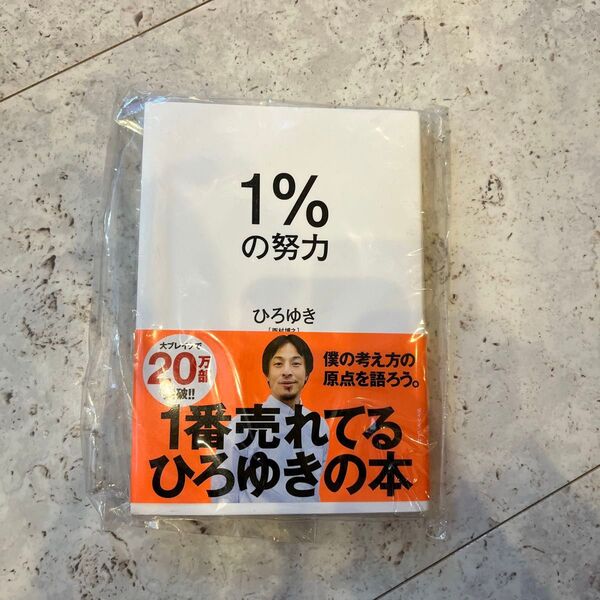 1%
の努力
ひろゆき
[西村博之]
大ブレイクで
20万部
突破!!
僕の考え方の
原点を語ろう。
1番売れてる
ひろゆきの本